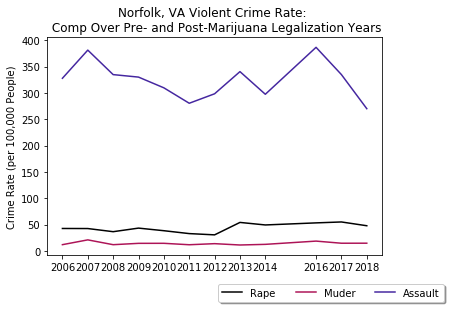 Norfolk, VA Violent Crime Rate:
Comp Over Pre- and Post-Marijuana Legalization Years
Crime Rate (per 100,000 People)
400
350
300
250
200
150
100
50
0
2006 2007 2008 2009 2010 2011 2012 2013 2014 2016 2017 2018
Rape Muder Assault